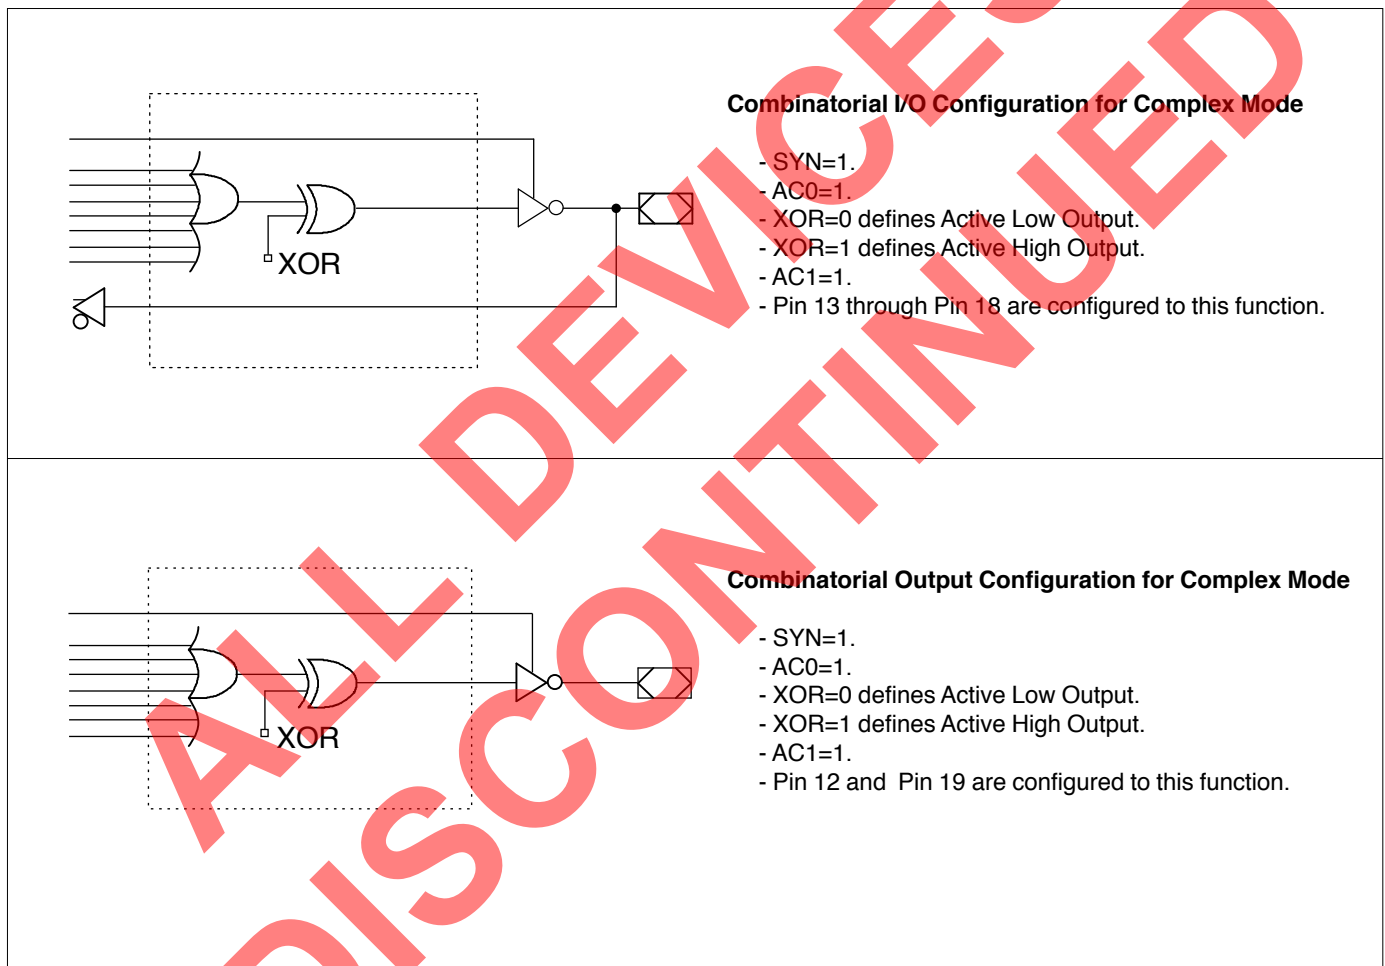 Combinatorial I/O Configuration for Complex Mode
- SYN=1.
- AC0=1.
- XOR=0 defines Active Low Output.
- XOR=1 defines Active High Output.
- AC1=1.
- Pin 13 through Pin 18 are configured to this function.
XOR
Combinatorial Output Configuration for Complex Mode
- SYN=1.
- AC0=1.
- XOR=0 defines Active Low Output.
- XOR=1 defines Active High Output.
- AC1=1.
- Pin 12 and  Pin 19 are configured to this function.
XOR
ALL DEVICES
DISCONTINUED